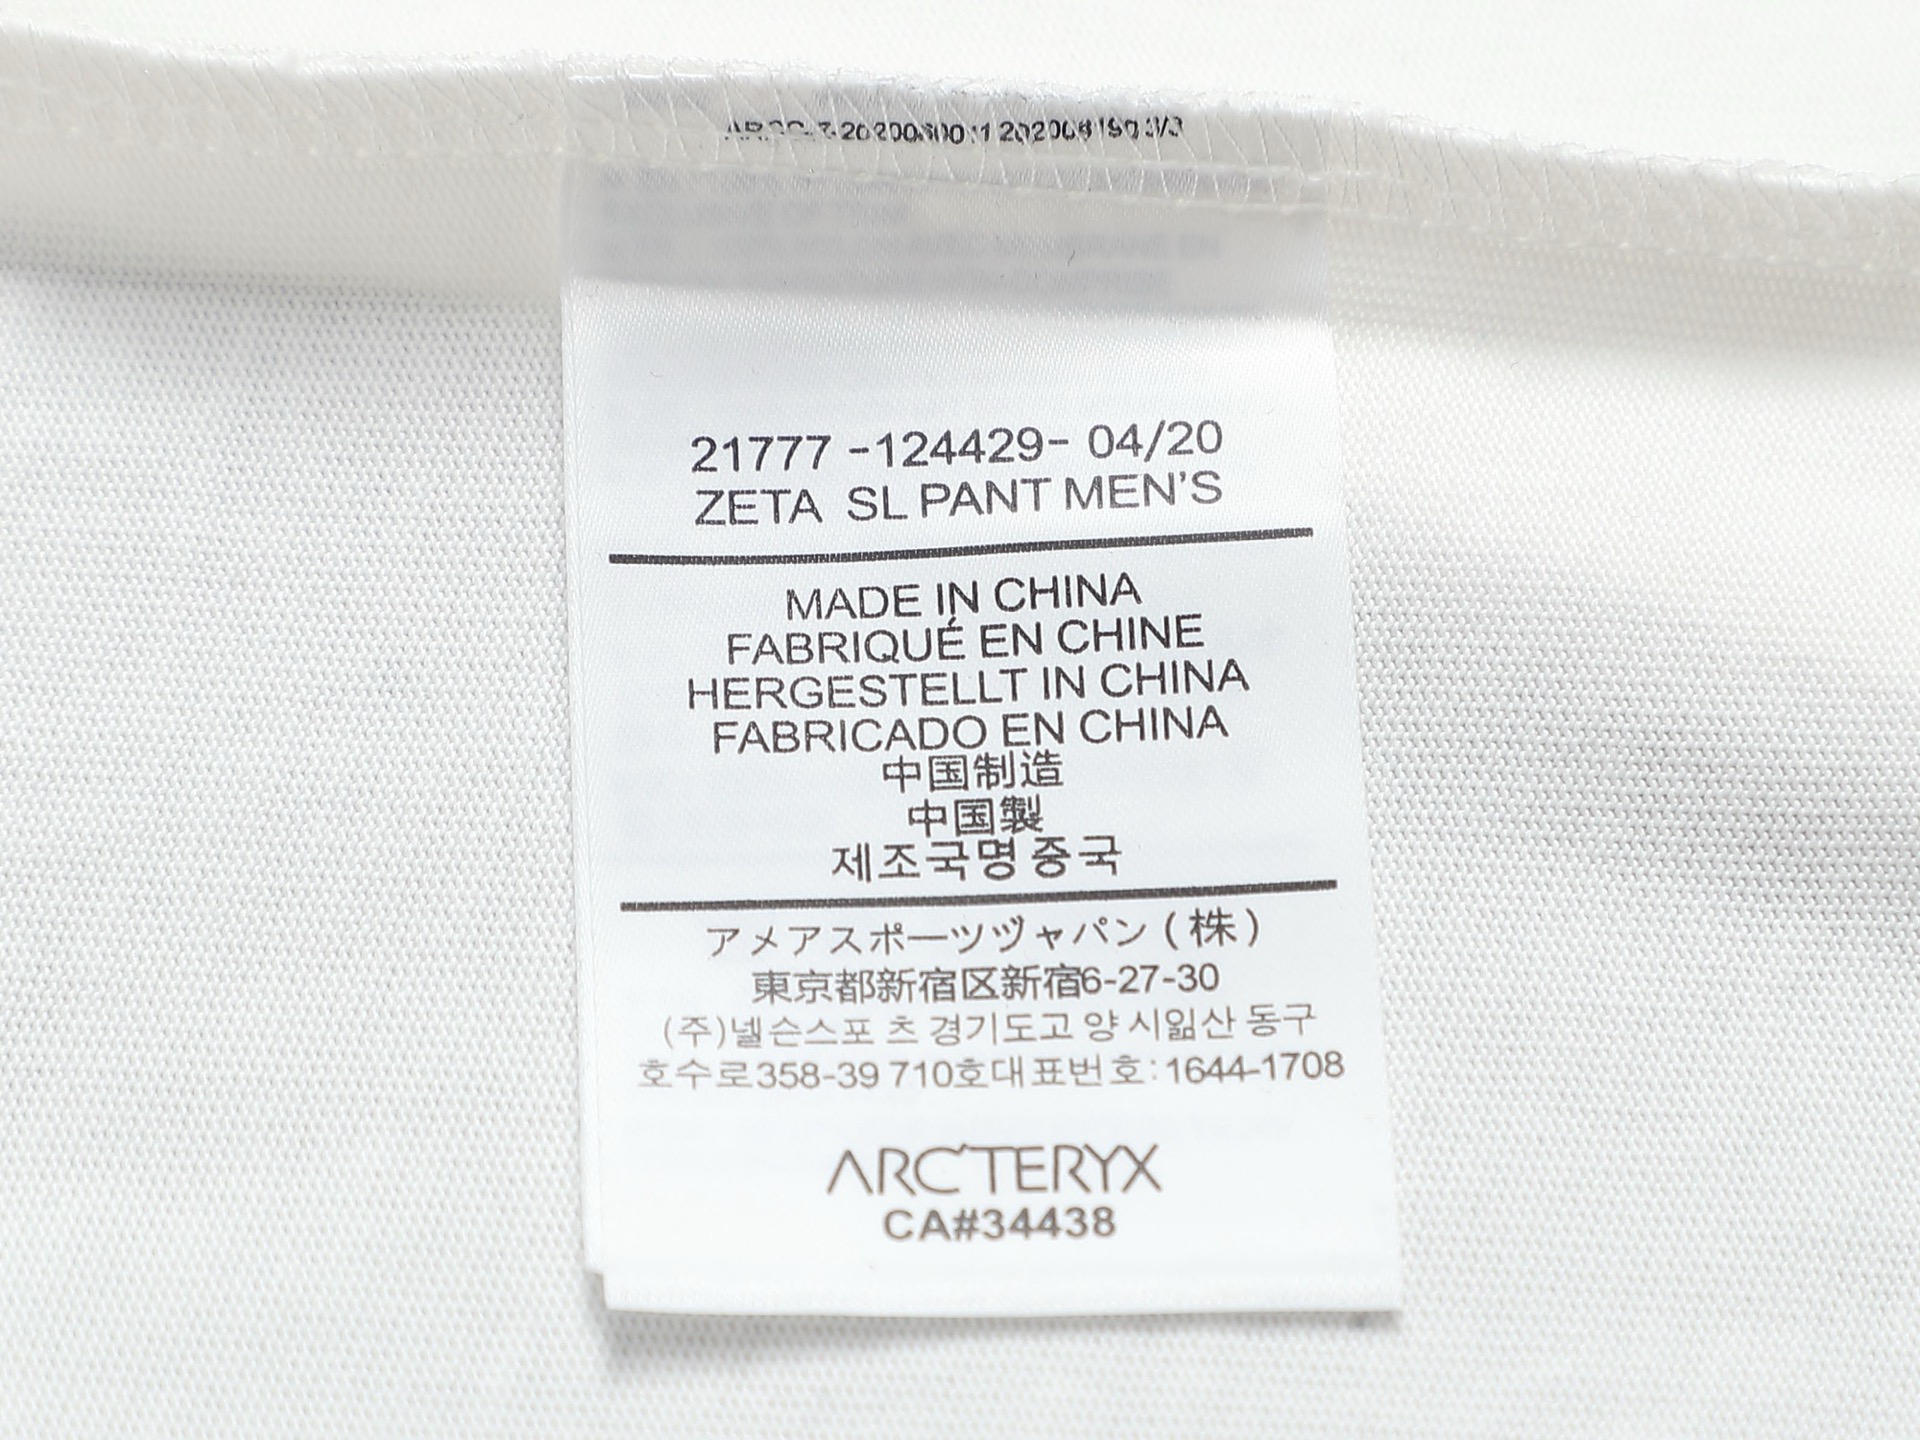 21777 -124429- 04/20
ZETA SL PANT MEN'S
MADE IN CHINA
FABRIQUÉ EN CHINE
HERGESTELLT IN CHINA
FABRICADO EN CHINA
中国制造
中国製
제조국명 중국
アメアスポーツヅャパン (株)
東京都新宿区新宿6-27-30
(주)넬슨스포 츠 경기도고 양 시잂산 동구
호수로358-39 710호대표번호:1644-1708
ARC'TERYX
CA#34438